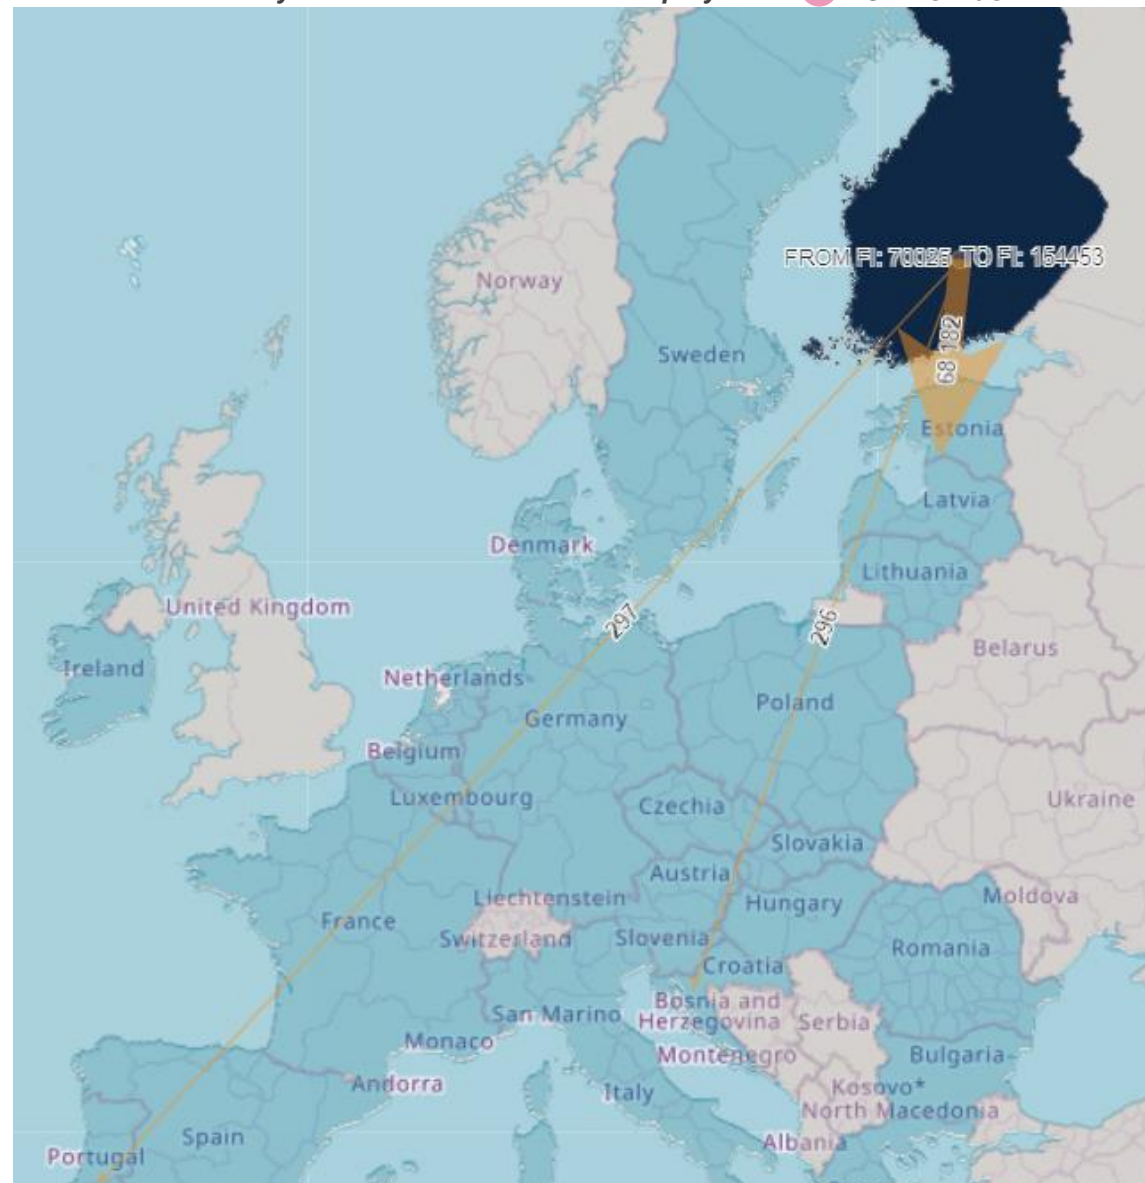 Norway
FROM FI: 70025 TO FI: 154453
68 182
Sweden
Estonia
Latvia
Denmark
Lithuania
United Kingdom
297
296
Belarus
Ireland
Netherlands
Poland
Germany
Belgium
Luxembourg
Czechia
Ukraine
Slovakia
Austria
Liechtenstein
Hungary
Moldova
France
Switzerland
Slovenia
Romania
Croatia
Bosnia and
Herzegovina
San Marino
Serbia
Monaco
Montenegro
Bulgaria
Andorra
Italy
Kosovo*
North Macedonia
Spain
Albania
Portugal